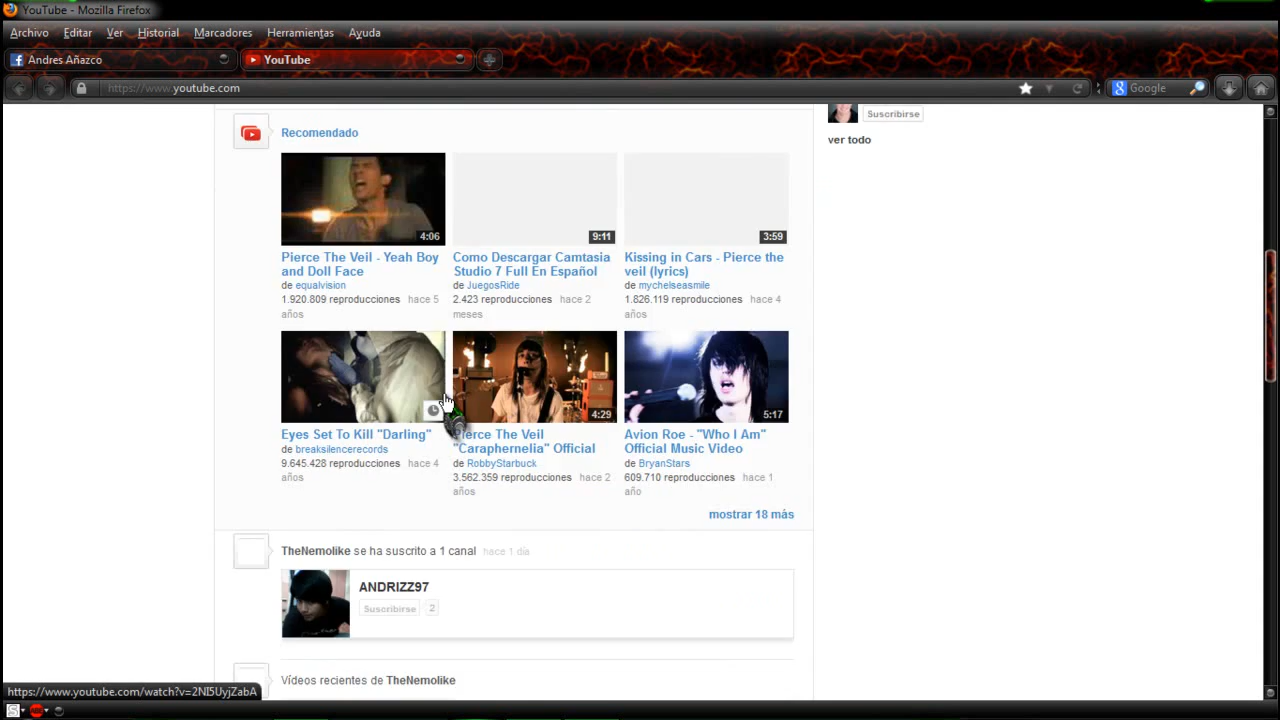 YouTube - Mozilla Firefox
Archivo Editar Ver Historial Marcadores Herramientas Ayuda
Andres Añazco YouTube
https://www.youtube.com Google
Suscribirse
Recomendado
ver todo
4:06 9:11 3:59
Pierce The Veil - Yeah Boy
and Doll Face
de equalvision
1.920.809 reproducciones hace 5
años
Como Descargar Camtasia
Studio 7 Full En Español
de JuegosRide
2.423 reproducciones hace 2
meses
Kissing in Cars - Pierce the
veil (lyrics)
de mychelseasmile
1.826.119 reproducciones hace 4
años
4:29 5:17
Eyes Set To Kill "Darling"
de breaksilencerecords
9.645.428 reproducciones hace 4
años
Pierce The Veil
"Caraphernelia" Official
de RobbyStarbuck
3.562.359 reproducciones hace 2
años
Avion Roe - "Who I Am"
Official Music Video
de BryanStars
609.710 reproducciones hace 1
año
mostrar 18 más
TheNemolike se ha suscrito a 1 canal hace 1 día
ANDRIZZ97
Suscribirse 2
Vídeos recientes de TheNemolike
https://www.youtube.com/watch?v=2NI5UyjZabA
S ABP